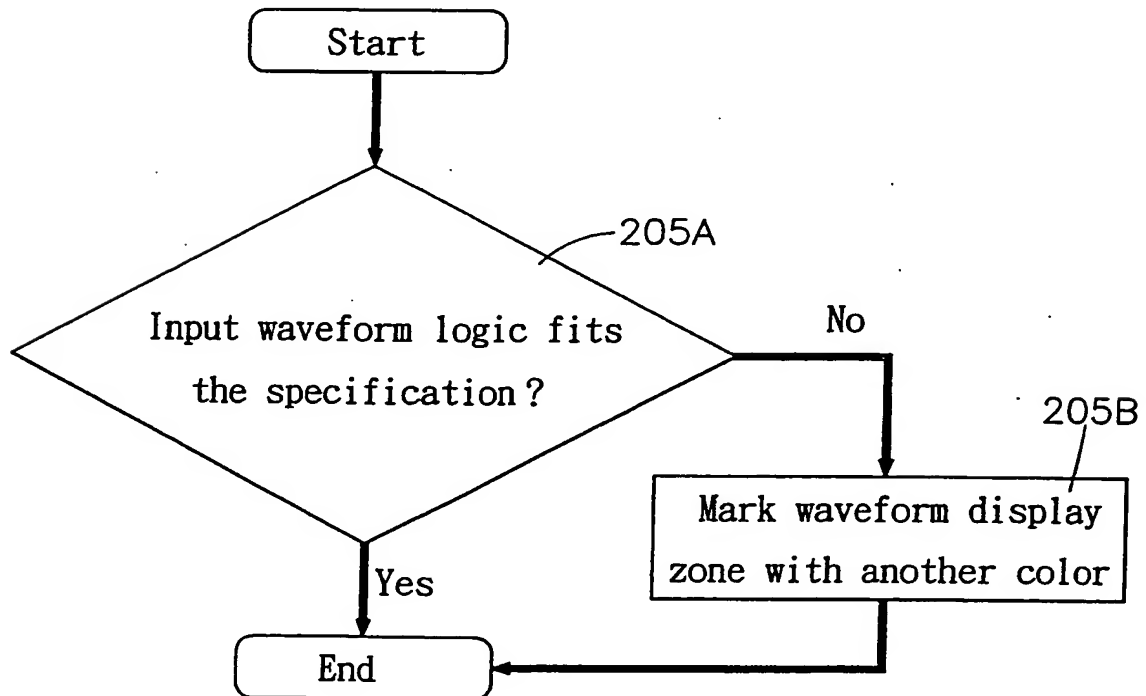 Start
205A
Input waveform logic fits
the specification?
No
205B
Mark waveform display
zone with another color
Yes
End